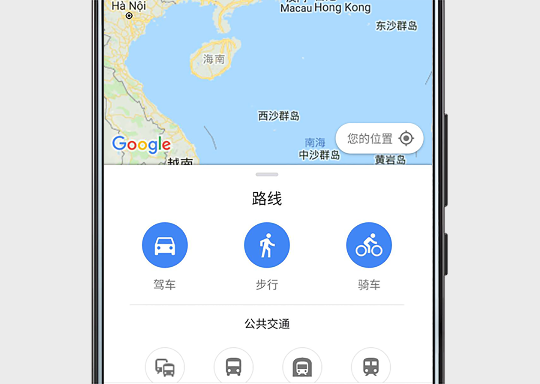 Hà Nội
Macau Hong Kong
东沙群岛
海南
西沙群岛
您的位置
Google
南海
中沙群岛
黄岩岛
越南
路线
驾车
步行
骑车
公共交通